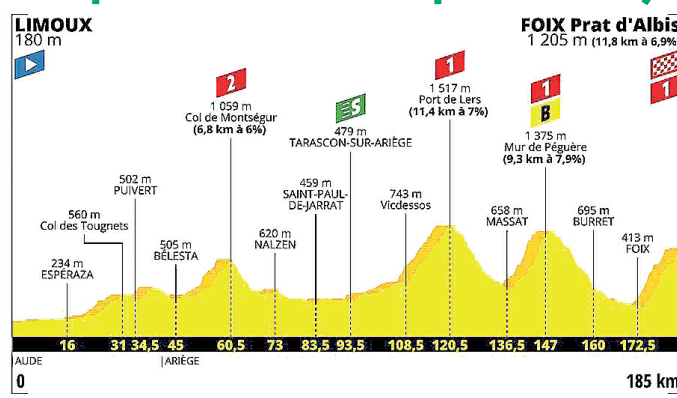 LIMOUX
180 m
FOIX Prat d'Albis
1 205 m (11,8 km à 6,9%
2
1 059 m
Col de Montségur
(6,8 km à 6%)
S
479 m
TARASCON-SUR-ARIÈGE
1
1 517 m
Port de Lers
(11,4 km à 7%)
1
B
1 375 m
Mur de Péguère
(9,3 km à 7,9%)
1
502 m
PUIVERT
560 m
Col des Tougnets
234 m
ESPÉRAZA
505 m
BÉLESTA
620 m
NALZEN
459 m
SAINT-PAUL-
DE-JARRAT
743 m
Vicdessos
658 m
MASSAT
695 m
BURRET
413 m
FOIX
16 31 34,5 45 60,5 73 83,5 93,5 108,5 120,5 136,5 147 160 172,5
AUDE ARIÈGE
0 185 km